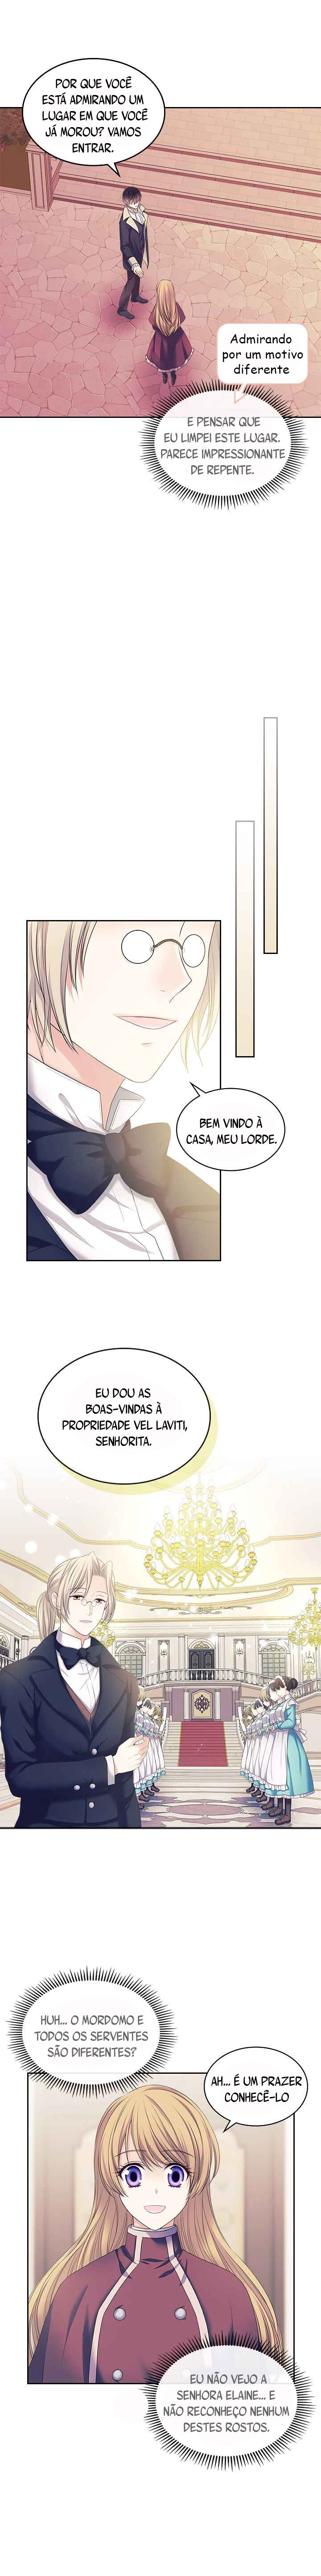 POR QUE VOCÊ
ESTÁ ADMIRANDO UM
LUGAR EM QUE VOCÊ
JÁ MOROU? VAMOS
ENTRAR.
Admirando
por um motivo
diferente
E PENSAR QUE
EU LIMPEI ESTE LUGAR.
PARECE IMPRESSIONANTE
DE REPENTE.
BEM VINDO À
CASA, MEU LORDE.
EU DOU AS
BOAS-VINDAS À
PROPRIEDADE VEL LAVITI,
SENHORITA.
HUH... O MORDOMO E
TODOS OS SERVENTES
SÃO DIFERENTES?
AH... É UM PRAZER
CONHECÊ-LO
EU NÃO VEJO A
SENHORA ELAINE... E
NÃO RECONHEÇO NENHUM
DESTES ROSTOS.